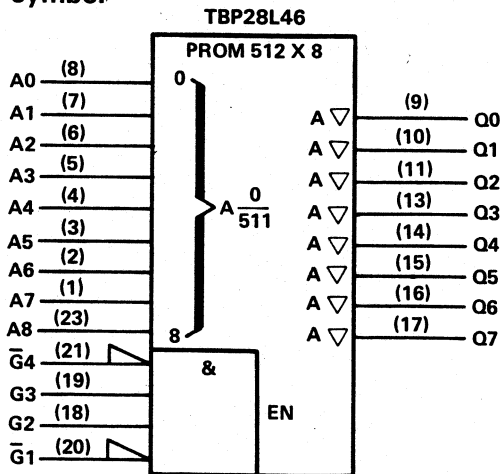 Symbol
TBP28L46
PROM 512 X 8
A0 (8) 0
A1 (7)
A2 (6)
A3 (5)
A4 (4)
A5 (3)
A6 (2)
A7 (1)
A8 (23) 8
A 0/511
G̅4 (21)
G3 (19)
G2 (18)
G̅1 (20)
&
EN
A ▽ (9) Q0
A ▽ (10) Q1
A ▽ (11) Q2
A ▽ (13) Q3
A ▽ (14) Q4
A ▽ (15) Q5
A ▽ (16) Q6
A ▽ (17) Q7